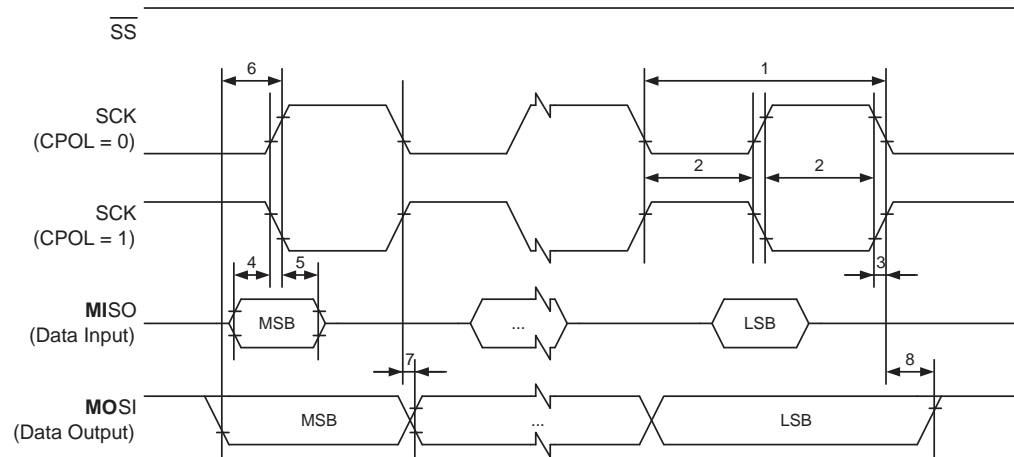 SS
6
1
SCK
(CPOL = 0)
2
2
SCK
(CPOL = 1)
4
5
3
MISO
(Data Input)
MSB
...
LSB
7
8
MOSI
(Data Output)
MSB
...
LSB